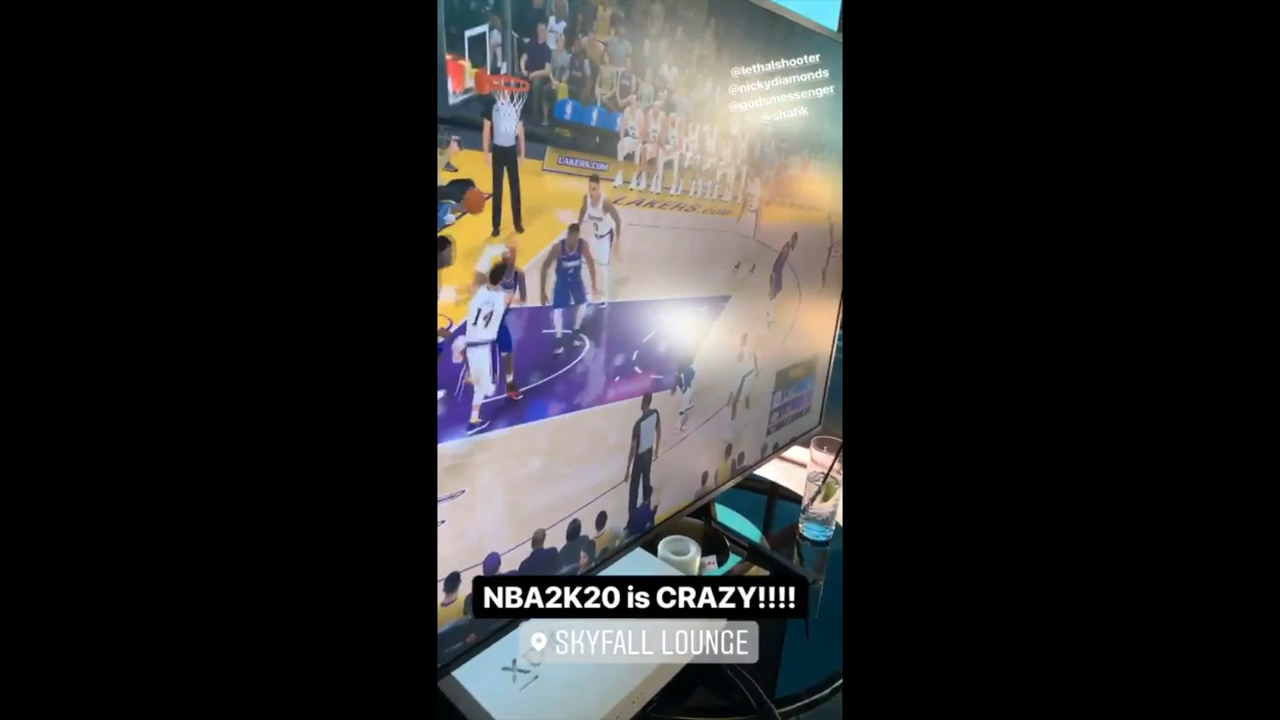 @lethalshooter
@nickydiamonds
@godsmessenger
@shafik
LAKERS.COM
LAKERS.COM
14
NBA2K20 is CRAZY!!!!
SKYFALL LOUNGE